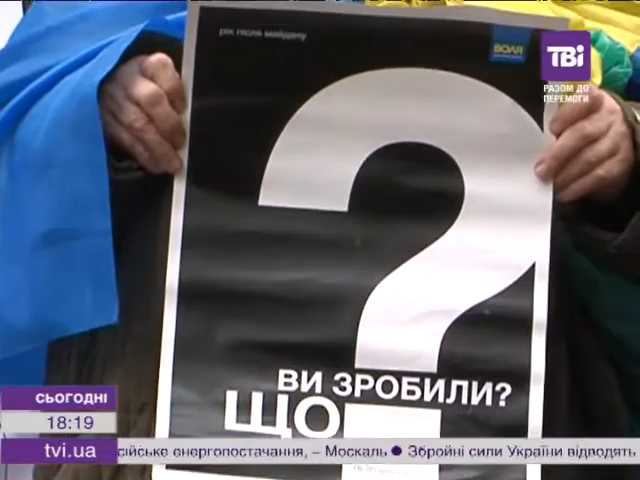 рік після майдану
ВОЛЯ
ТВі
РАЗОМ ДО
ПЕРЕМОГИ
?
ВИ ЗРОБИЛИ?
ЩО
СЬОГОДНІ
18:19
tvi.ua
сійське енергопостачання, – Москаль ● Збройні сили України відводять